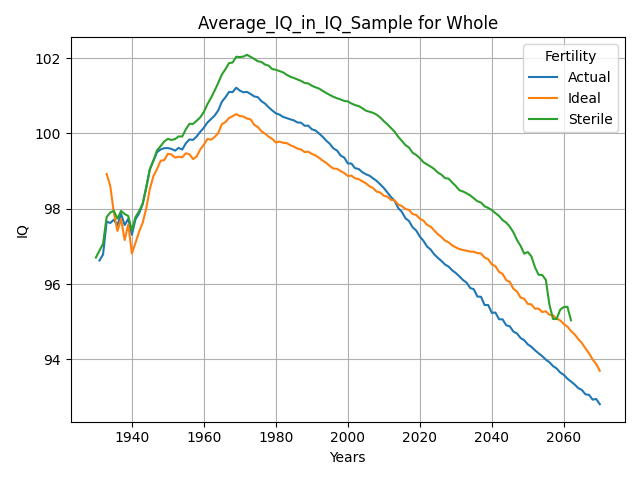 Average_IQ_in_IQ_Sample for Whole
Fertility
Actual
Ideal
Sterile
IQ
102
100
98
96
94
1940 1960 1980 2000 2020 2040 2060
Years